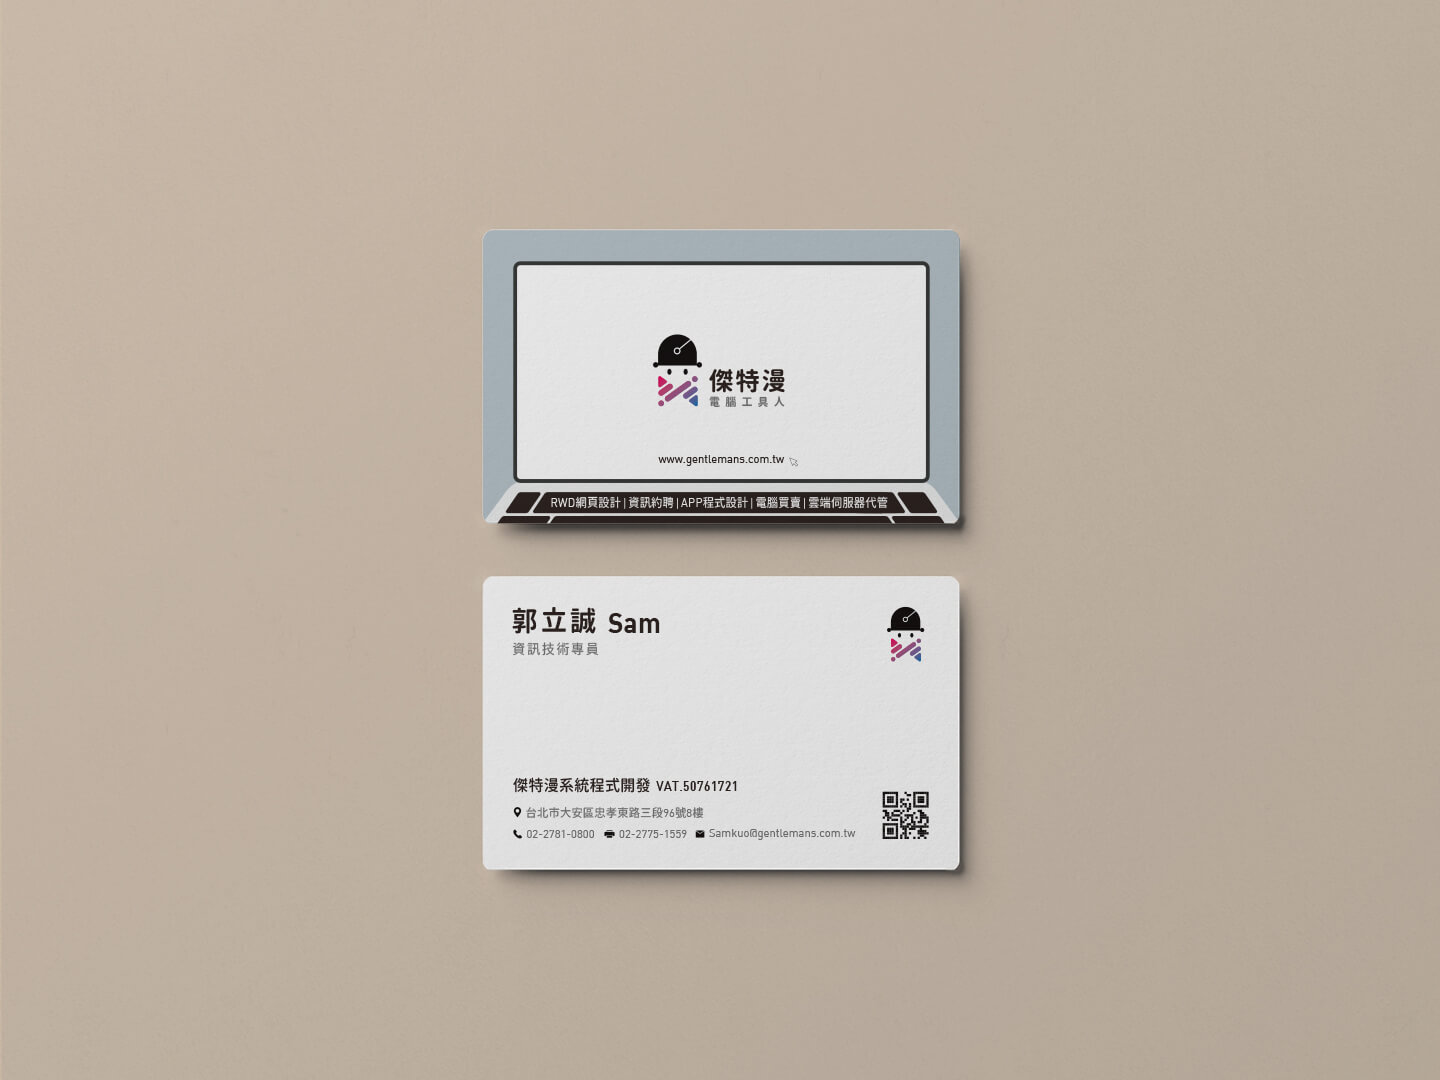 傑特漫
電腦工具人
www.gentlemans.com.tw
RWD網頁設計 | 資訊約聘 | APP程式設計 | 電腦買賣 | 雲端伺服器代管
郭立誠 Sam
資訊技術專員
傑特漫系統程式開發 VAT.50761721
台北市大安區忠孝東路三段96號8樓
02-2781-0800 02-2775-1559 Samkuo@gentlemans.com.tw